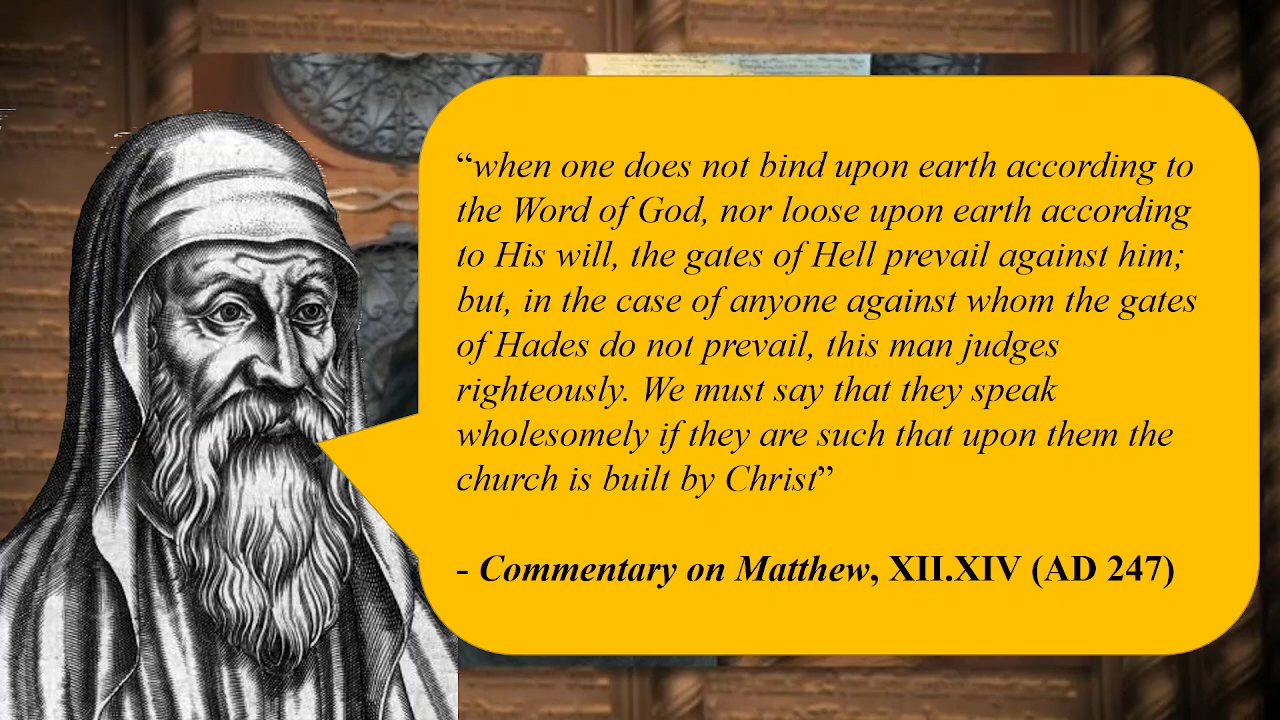 “when one does not bind upon earth according to
the Word of God, nor loose upon earth according
to His will, the gates of Hell prevail against him;
but, in the case of anyone against whom the gates
of Hades do not prevail, this man judges
righteously. We must say that they speak
wholesomely if they are such that upon them the
church is built by Christ”
- Commentary on Matthew, XII.XIV (AD 247)